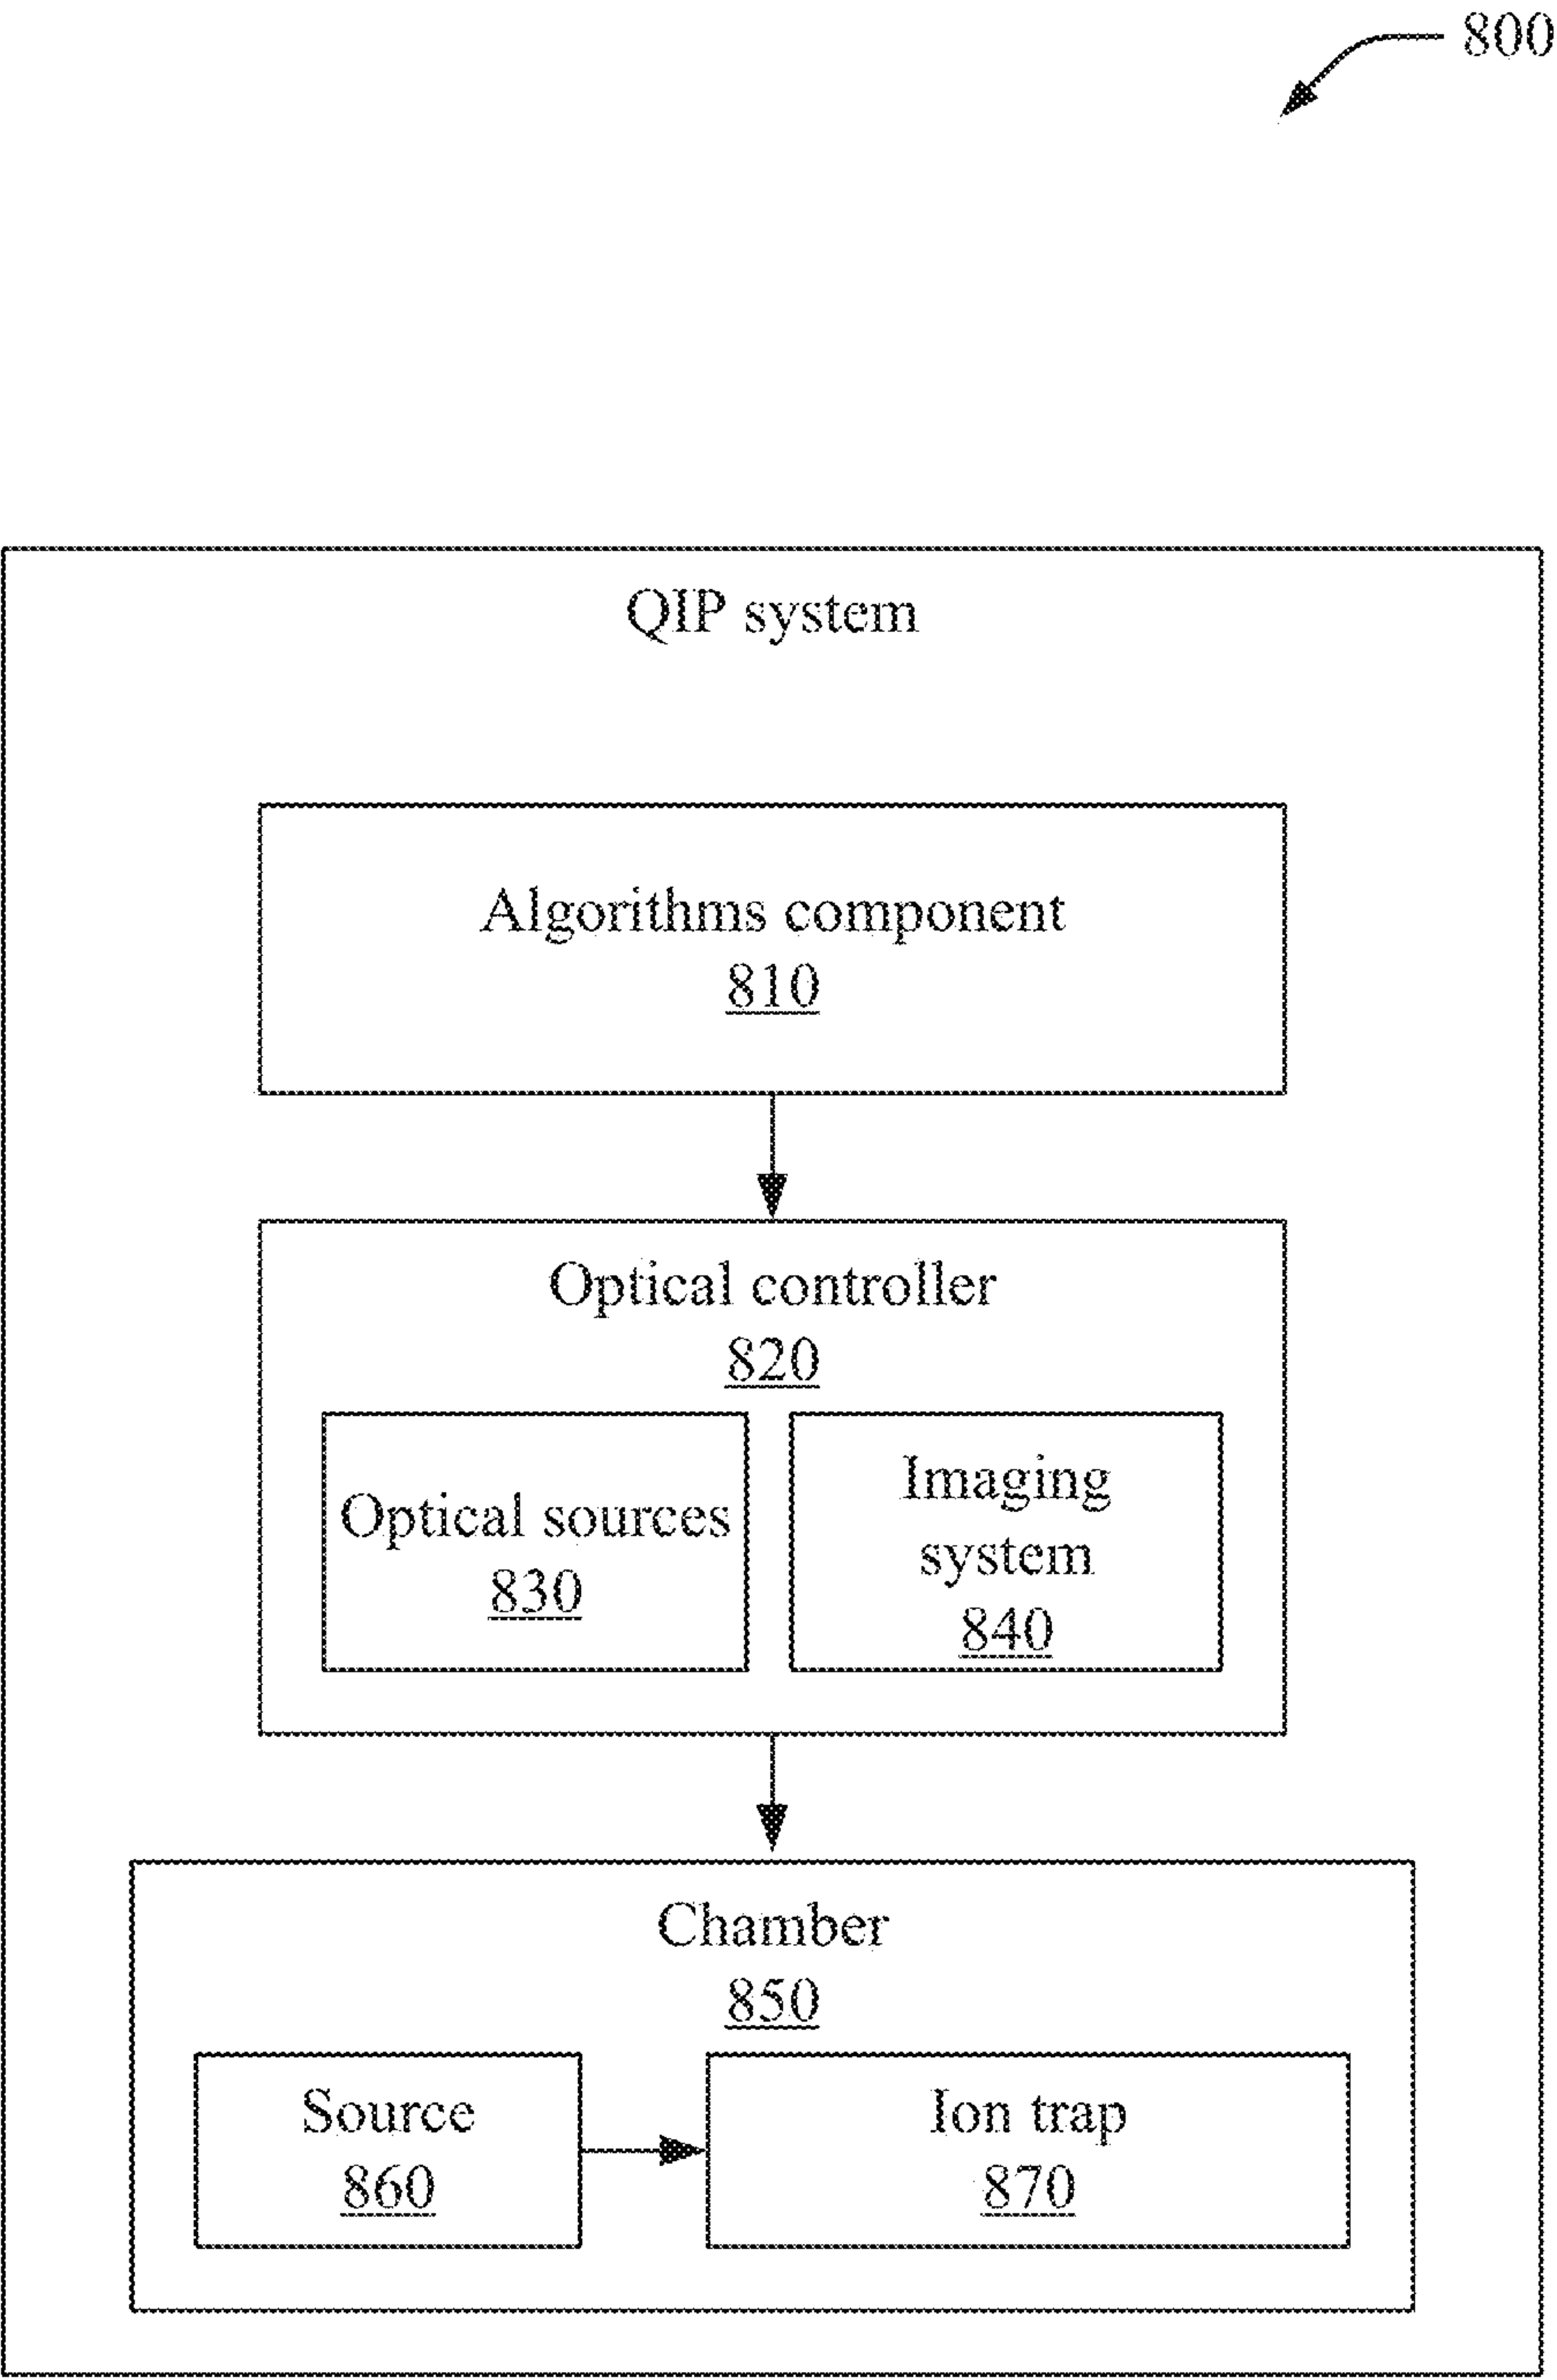 800
QIP system
Algorithms component
810
Optical controller
820
Optical sources
830
Imaging
system
840
Chamber
850
Source
860
Ion trap
870